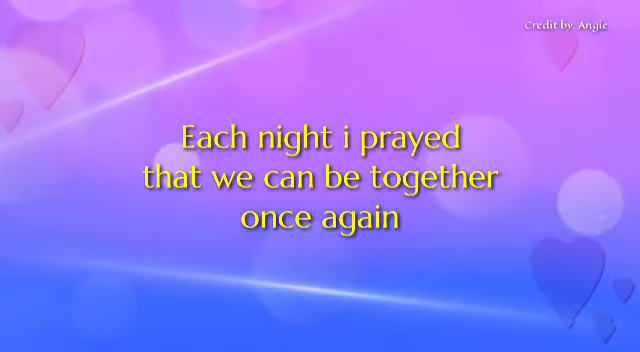 Credit by. Angie
Each night i prayed
that we can be together
once again